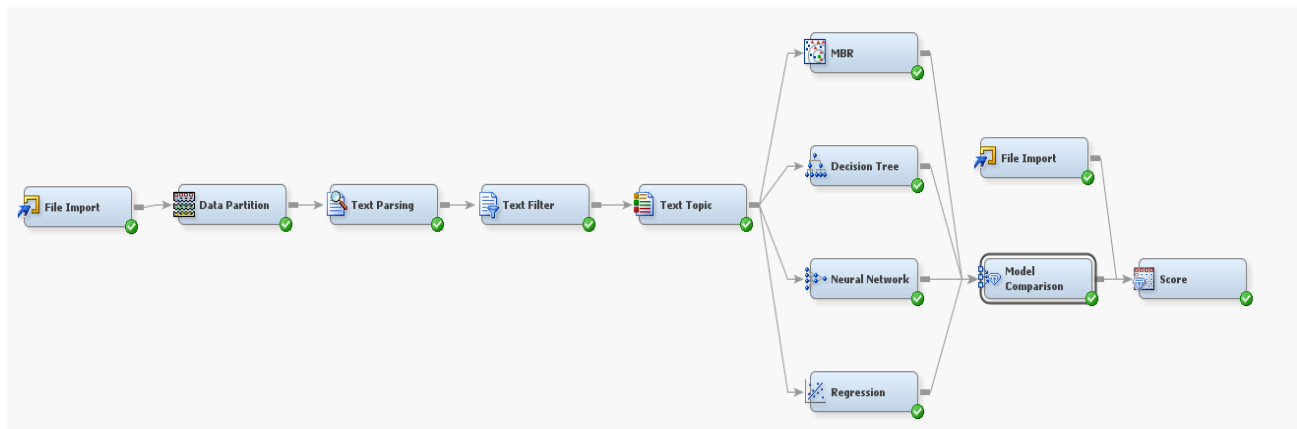 MBR
Decision Tree
File Import
File Import
Data Partition
Text Parsing
Text Filter
Text Topic
Neural Network
Model
Comparison
Score
Regression